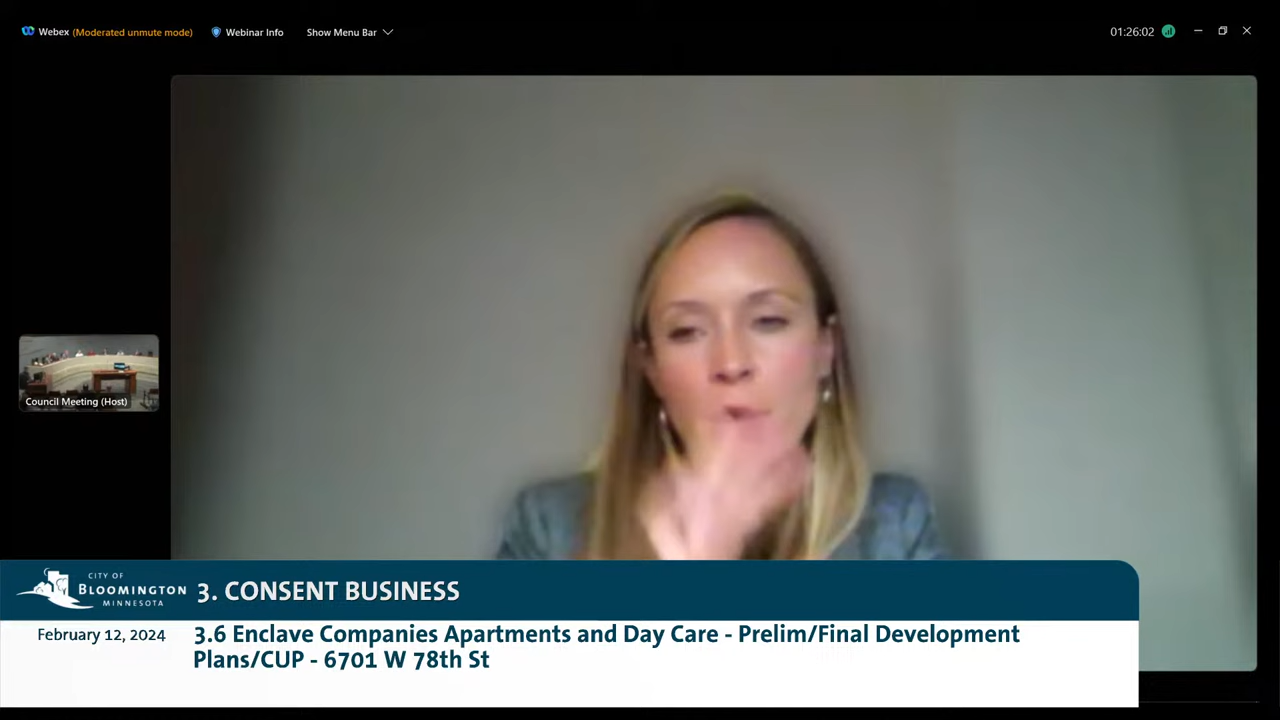 Webex (Moderated unmute mode) Webinar Info Show Menu Bar 01:26:02
Council Meeting (Host)
CITY OF
BLOOMINGTON
MINNESOTA
3. CONSENT BUSINESS
February 12, 2024
3.6 Enclave Companies Apartments and Day Care - Prelim/Final Development
Plans/CUP - 6701 W 78th St